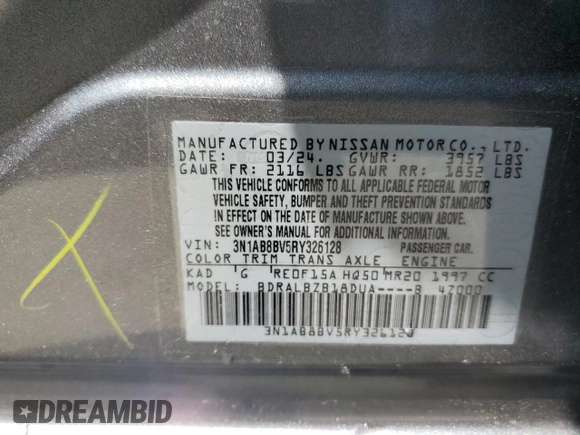 MANUFACTURED BY NISSAN MOTOR CO., LTD.
DATE: 03/24. GVWR: 3957 LBS
GAWR FR: 2116 LBS GAWR RR: 1852 LBS
THIS VEHICLE CONFORMS TO ALL APPLICABLE FEDERAL MOTOR
VEHICLE SAFETY, BUMPER AND THEFT PREVENTION STANDARDS
IN EFFECT ON THE DATE OF MANUFACTURE SHOWN ABOVE.
SEE OWNER'S MANUAL FOR ADDITIONAL INFORMATION.
VIN: 3N1AB8BV5RY326128 PASSENGER CAR.
COLOR TRIM TRANS AXLE ENGINE
KAD 'G RE0F15A HQ50 MR20 1997 CC
MODEL: BDRALBZB18DUA----B 4Z000
3N1AB8BV5RY326128
X
DREAMBID